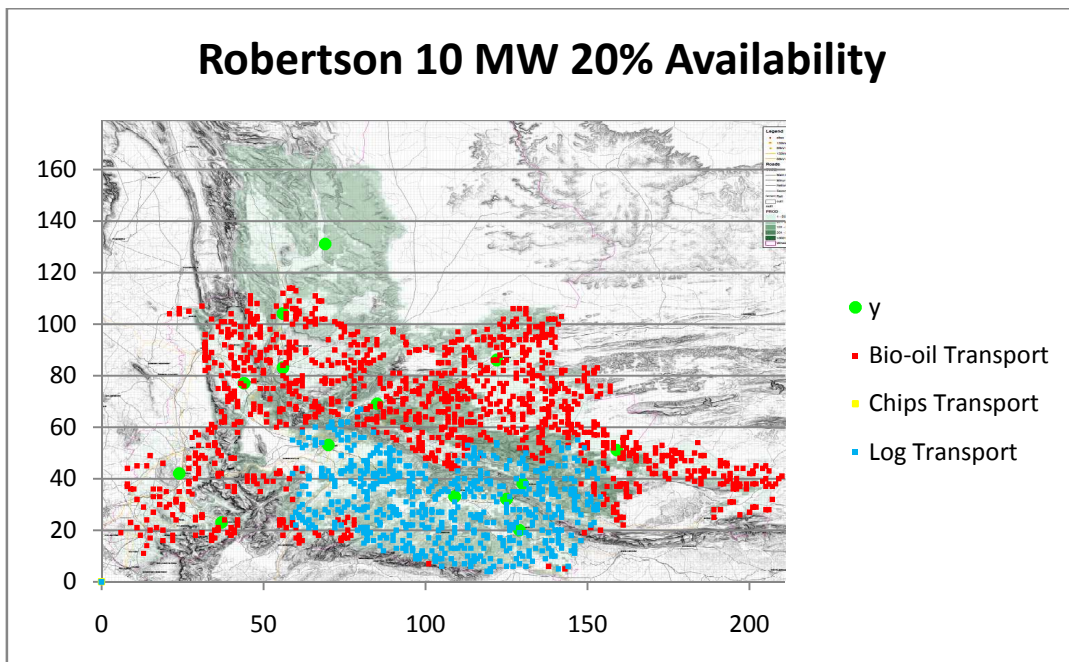 Robertson 10 MW 20% Availability
160
140
120
100
80
60
40
20
0
0 50 100 150 200
y
Bio-oil Transport
Chips Transport
Log Transport
Legend
Roads